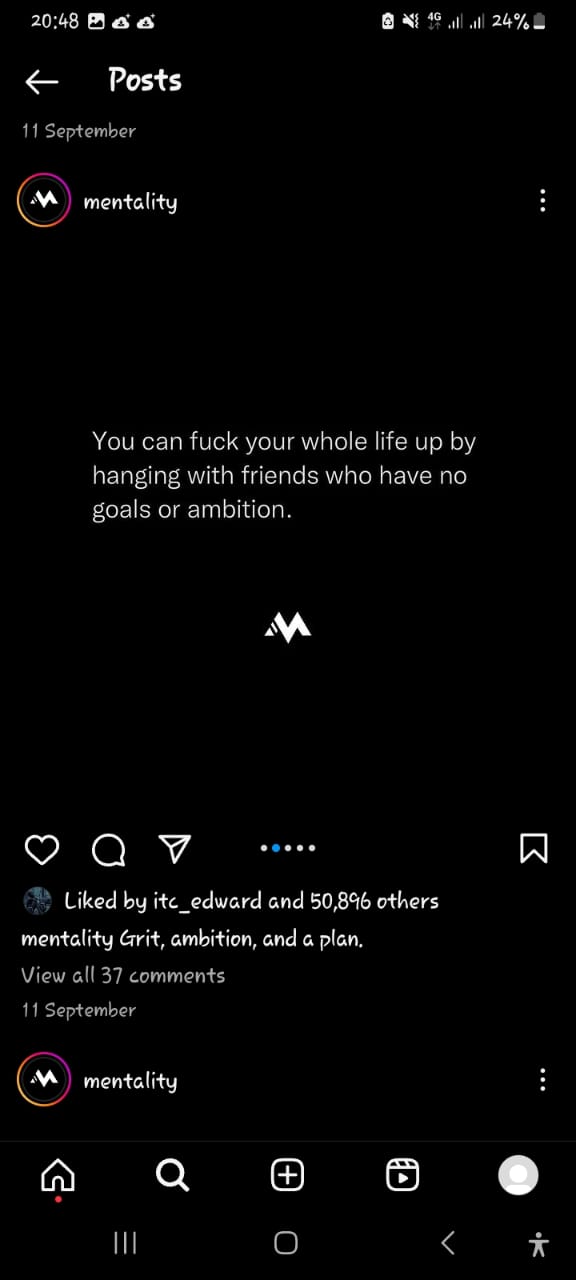 20:48 4G 24%
Posts
11 September
mentality
You can fuck your whole life up by
hanging with friends who have no
goals or ambition.
Liked by itc_edward and 50,896 others
mentality Grit, ambition, and a plan.
View all 37 comments
11 September
mentality